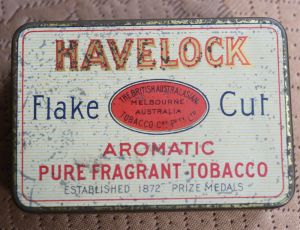 HAVELOCK
Flake Cut
THE BRITISH AUSTRALASIAN
MELBOURNE
AUSTRALIA
TOBACCO Coy PTY LTD
AROMATIC
PURE FRAGRANT TOBACCO
ESTABLISHED 1872 PRIZE MEDALS